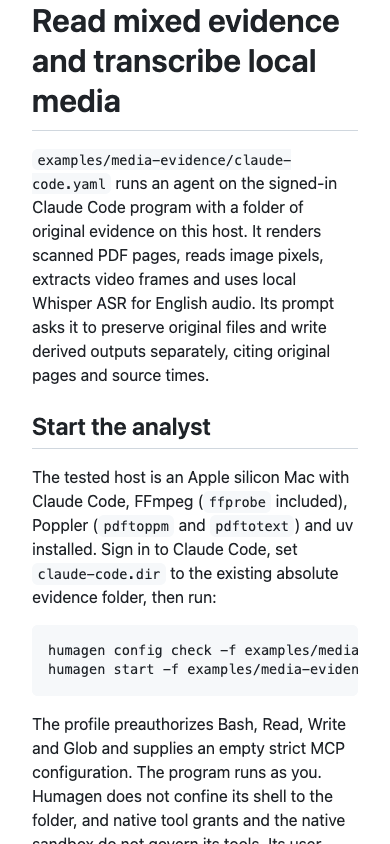 Read mixed evidence
and transcribe local
media
examples/media-evidence/claude-
code.yaml runs an agent on the signed-in
Claude Code program with a folder of
original evidence on this host. It renders
scanned PDF pages, reads image pixels,
extracts video frames and uses local
Whisper ASR for English audio. Its prompt
asks it to preserve original files and write
derived outputs separately, citing original
pages and source times.
Start the analyst
The tested host is an Apple silicon Mac with
Claude Code, FFmpeg ( ffprobe included),
Poppler ( pdftoppm and pdftotext ) and uv
installed. Sign in to Claude Code, set
claude-code.dir to the existing absolute
evidence folder, then run:
humagen config check -f examples/media
humagen start -f examples/media-eviden
The profile preauthorizes Bash, Read, Write
and Glob and supplies an empty strict MCP
configuration. The program runs as you.
Humagen does not confine its shell to the
folder, and native tool grants and the native
sandbox do not govern its tools. Its user